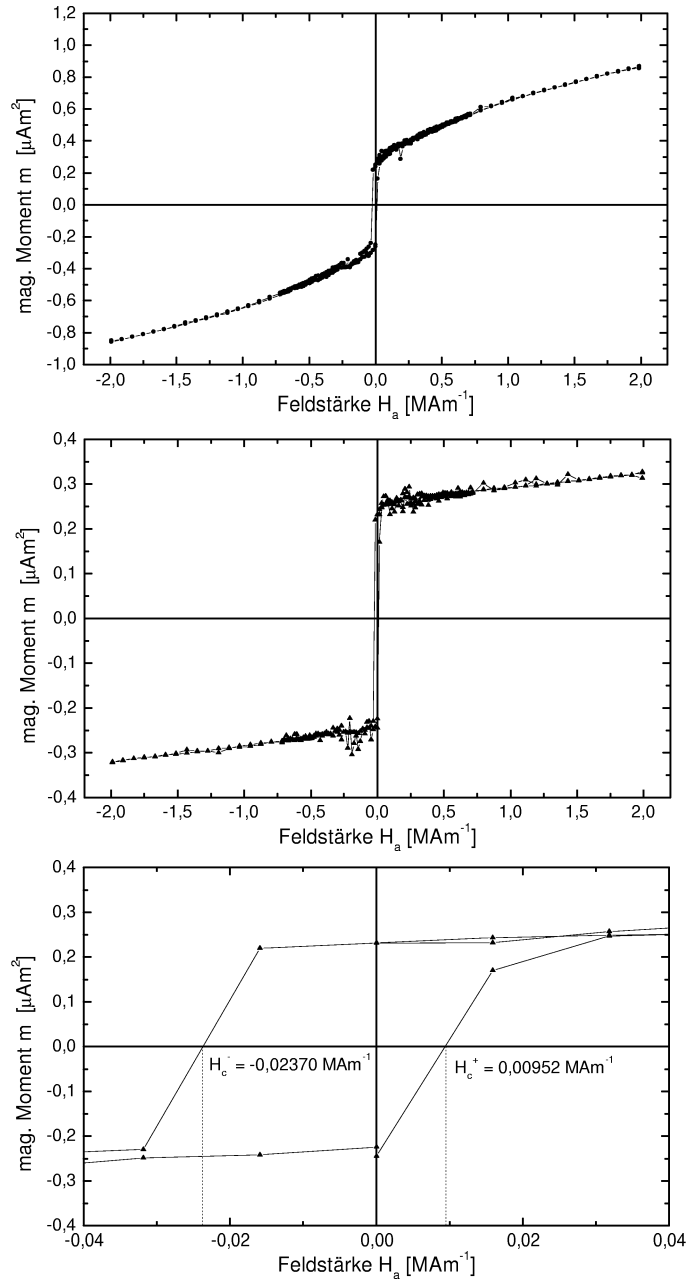 mag. Moment m [µAm²]
1,2
1,0
0,8
0,6
0,4
0,2
0,0
-0,2
-0,4
-0,6
-0,8
-1,0
-2,0 -1,5 -1,0 -0,5 0,0 0,5 1,0 1,5 2,0
Feldstärke Hₐ [MAm⁻¹]
mag. Moment m [µAm²]
0,4
0,3
0,2
0,1
0,0
-0,1
-0,2
-0,3
-0,4
-2,0 -1,5 -1,0 -0,5 0,0 0,5 1,0 1,5 2,0
Feldstärke Hₐ [MAm⁻¹]
mag. Moment m [µAm²]
0,4
0,3
0,2
0,1
0,0
-0,1
-0,2
-0,3
-0,4
H_c⁻ = -0,02370 MAm⁻¹
H_c⁺ = 0,00952 MAm⁻¹
-0,04 -0,02 0,00 0,02 0,04
Feldstärke Hₐ [MAm⁻¹]